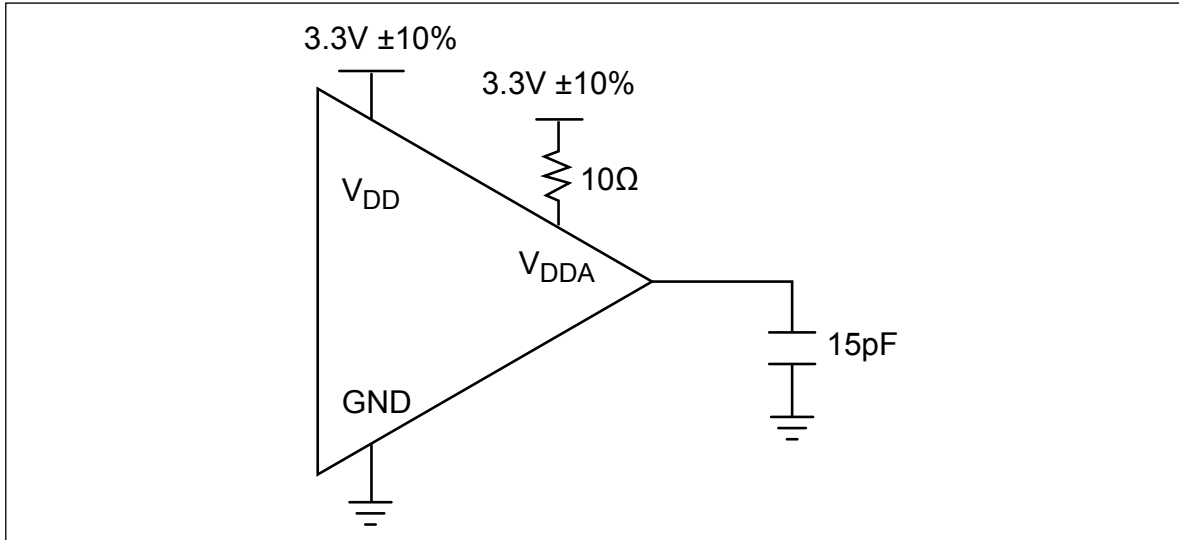 3.3V ±10%
3.3V ±10%
10Ω
VDD
VDDA
15pF
GND